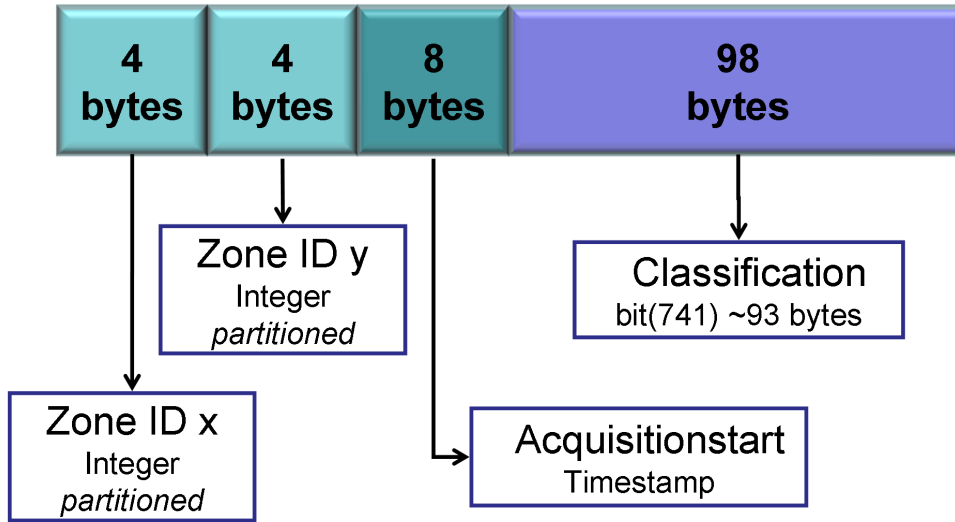 4
bytes
4
bytes
8
bytes
98
bytes
Zone ID y
Integer
partitioned
Classification
bit(741) ~93 bytes
Zone ID x
Integer
partitioned
Acquisitionstart
Timestamp